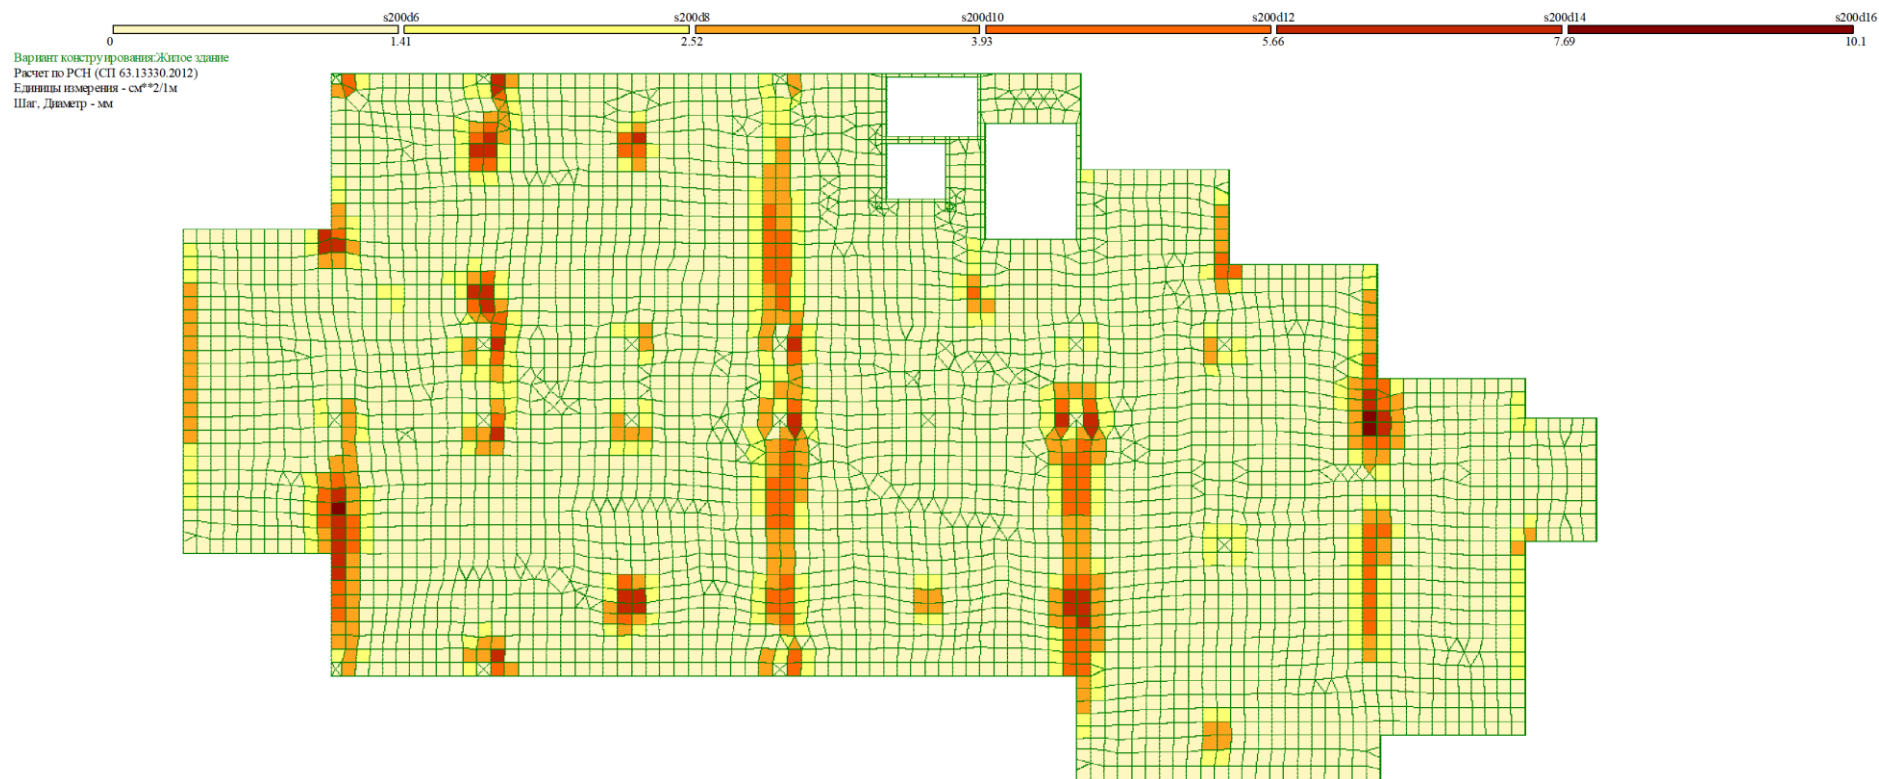 s200d6 s200d8 s200d10 s200d12 s200d14 s200d16
0 1.41 2.52 3.93 5.66 7.69 10.1
Вариант конструирования:Жилое здание
Расчет по РСН (СП 63.13330.2012)
Единицы измерения - см**2/1м
Шаг, Диаметр - мм